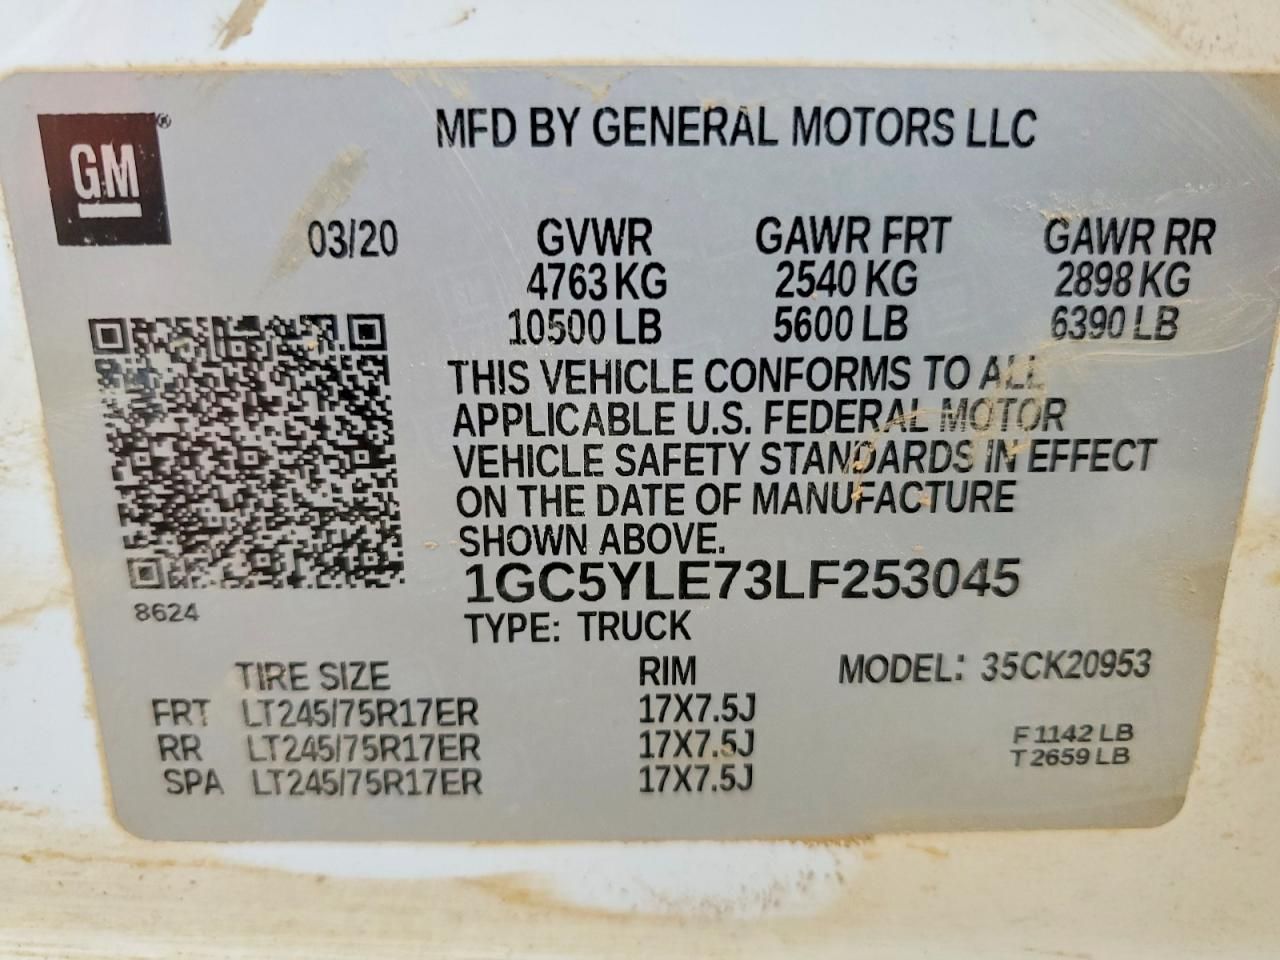 GM®
MFD BY GENERAL MOTORS LLC
03/20
GVWR GAWR FRT GAWR RR
4763 KG 2540 KG 2898 KG
10500 LB 5600 LB 6390 LB
THIS VEHICLE CONFORMS TO ALL
APPLICABLE U.S. FEDERAL MOTOR
VEHICLE SAFETY STANDARDS IN EFFECT
ON THE DATE OF MANUFACTURE
SHOWN ABOVE.
1GC5YLE73LF253045
8624
TYPE: TRUCK
TIRE SIZE RIM MODEL: 35CK20953
FRT LT245/75R17ER 17X7.5J
RR LT245/75R17ER 17X7.5J
SPA LT245/75R17ER 17X7.5J
F 1142 LB
T 2659 LB